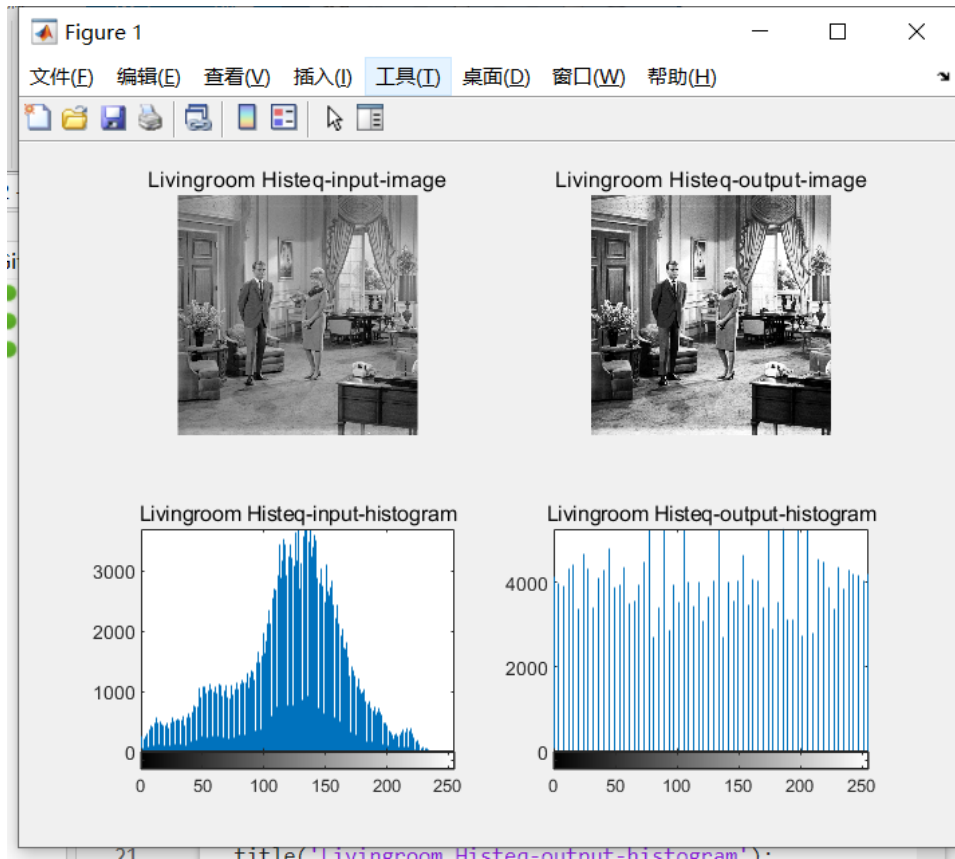 Figure 1
文件(F) 编辑(E) 查看(V) 插入(I) 工具(T) 桌面(D) 窗口(W) 帮助(H)
Livingroom Histeq-input-image
Livingroom Histeq-output-image
Livingroom Histeq-input-histogram
Livingroom Histeq-output-histogram
3000
2000
1000
0
0 50 100 150 200 250
4000
2000
0
0 50 100 150 200 250
21 title('Livingroom Histeq-output-histogram');